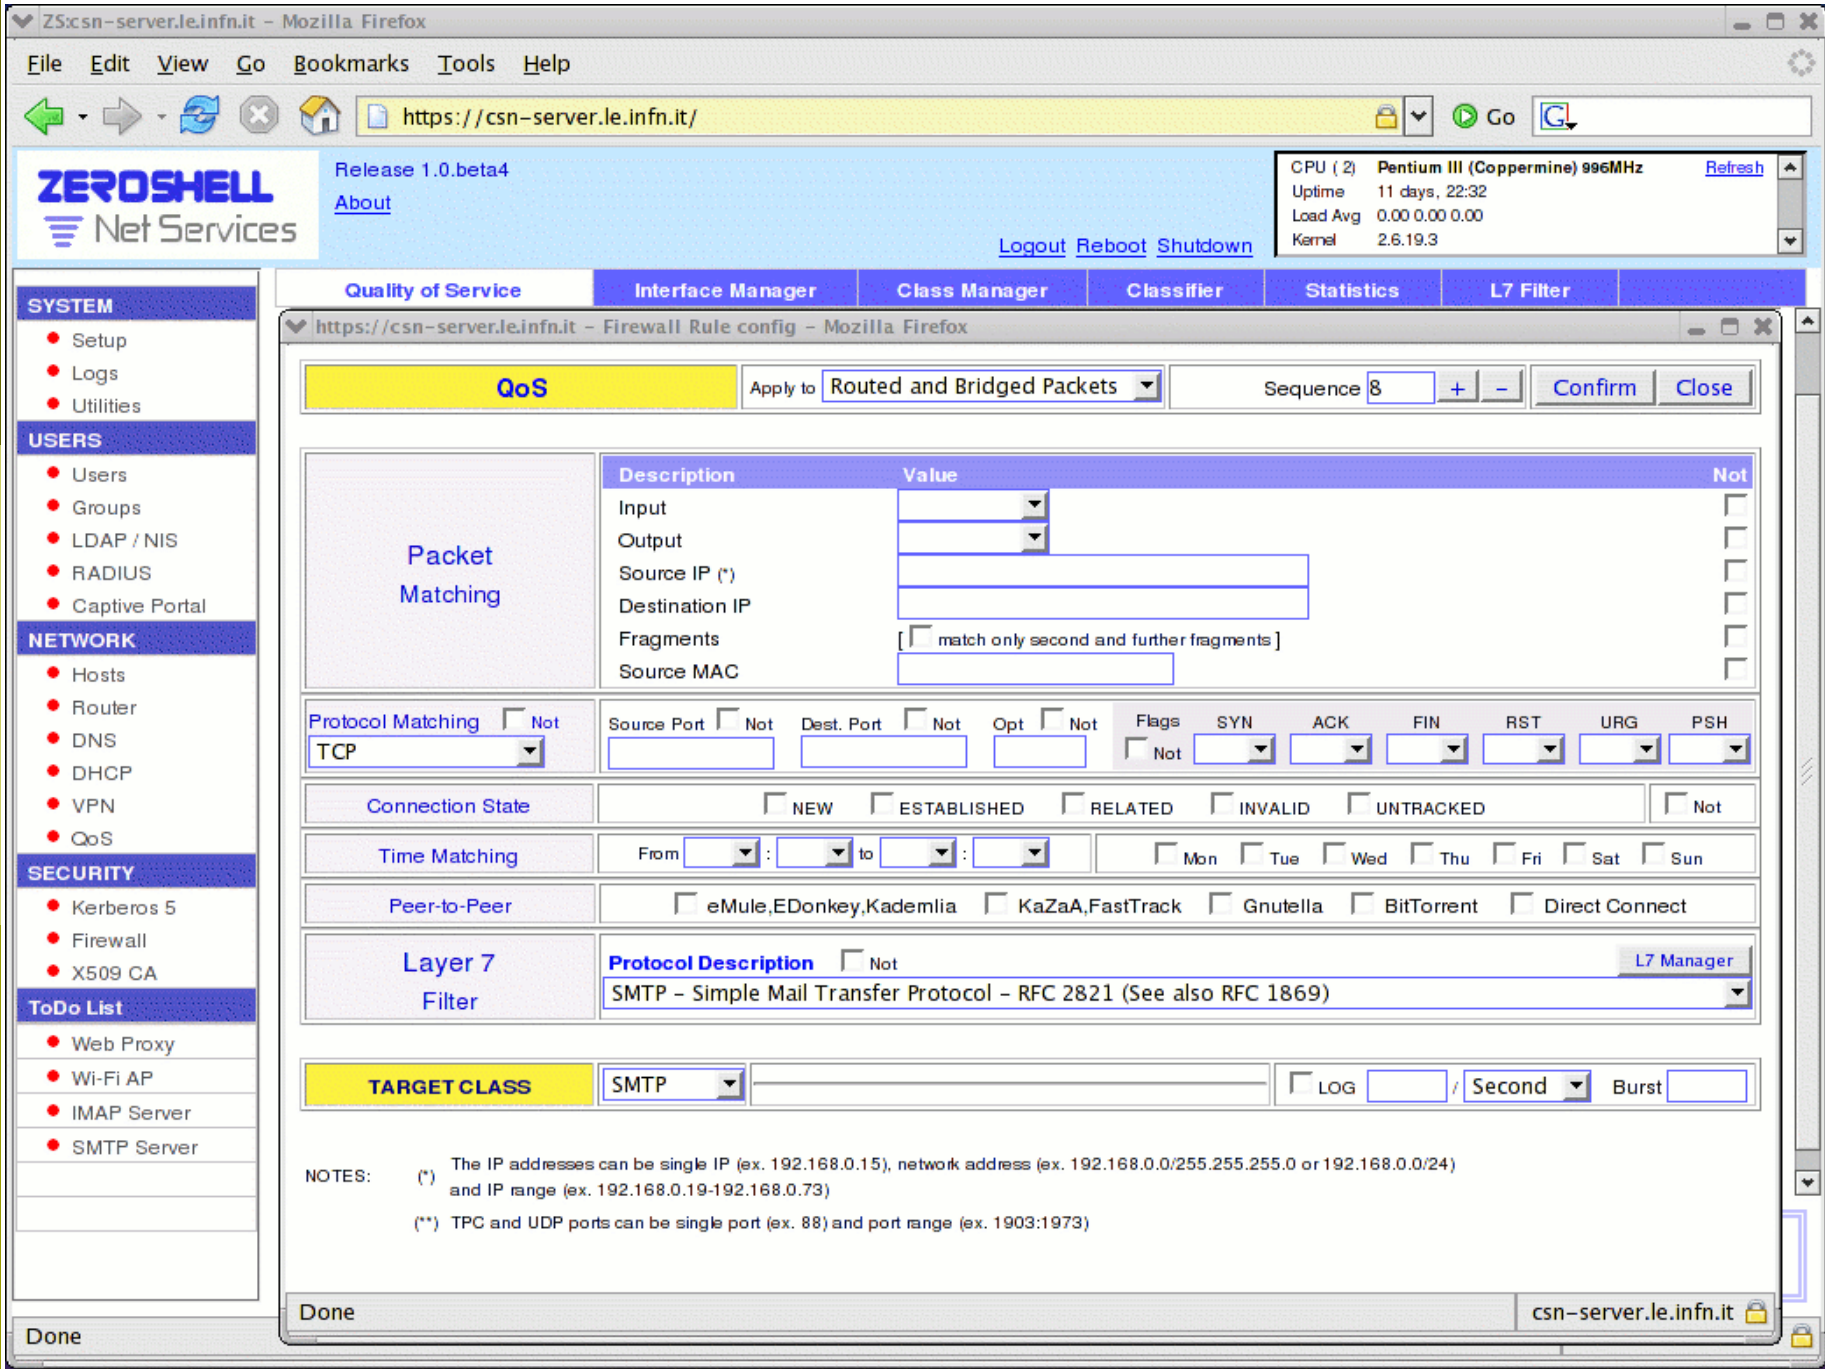 ZS:csn-server.le.infn.it - Mozilla Firefox
File Edit View Go Bookmarks Tools Help
https://csn-server.le.infn.it/ Go G
ZEROSHELL
Net Services
Release 1.0.beta4
About
Logout Reboot Shutdown
CPU ( 2) Pentium III (Coppermine) 996MHz Refresh
Uptime 11 days, 22:32
Load Avg 0.00 0.00 0.00
Kernel 2.6.19.3
SYSTEM
Setup
Logs
Utilities
USERS
Users
Groups
LDAP / NIS
RADIUS
Captive Portal
NETWORK
Hosts
Router
DNS
DHCP
VPN
QoS
SECURITY
Kerberos 5
Firewall
X509 CA
ToDo List
Web Proxy
Wi-Fi AP
IMAP Server
SMTP Server
Quality of Service Interface Manager Class Manager Classifier Statistics L7 Filter
https://csn-server.le.infn.it - Firewall Rule config - Mozilla Firefox
QoS Apply to Routed and Bridged Packets Sequence 8 + - Confirm Close
Packet
Matching
Description Value Not
Input
Output
Source IP (*)
Destination IP
Fragments [ match only second and further fragments ]
Source MAC
Protocol Matching Not
TCP
Source Port Not Dest. Port Not Opt Not
Flags SYN ACK FIN RST URG PSH
Not
Connection State NEW ESTABLISHED RELATED INVALID UNTRACKED Not
Time Matching From : to : Mon Tue Wed Thu Fri Sat Sun
Peer-to-Peer eMule,EDonkey,Kademlia KaZaA,FastTrack Gnutella BitTorrent Direct Connect
Layer 7
Filter
Protocol Description Not L7 Manager
SMTP - Simple Mail Transfer Protocol - RFC 2821 (See also RFC 1869)
TARGET CLASS SMTP LOG / Second Burst
NOTES: (*) The IP addresses can be single IP (ex. 192.168.0.15), network address (ex. 192.168.0.0/255.255.255.0 or 192.168.0.0/24)
and IP range (ex. 192.168.0.19-192.168.0.73)
(**) TPC and UDP ports can be single port (ex. 88) and port range (ex. 1903:1973)
Done csn-server.le.infn.it
Done